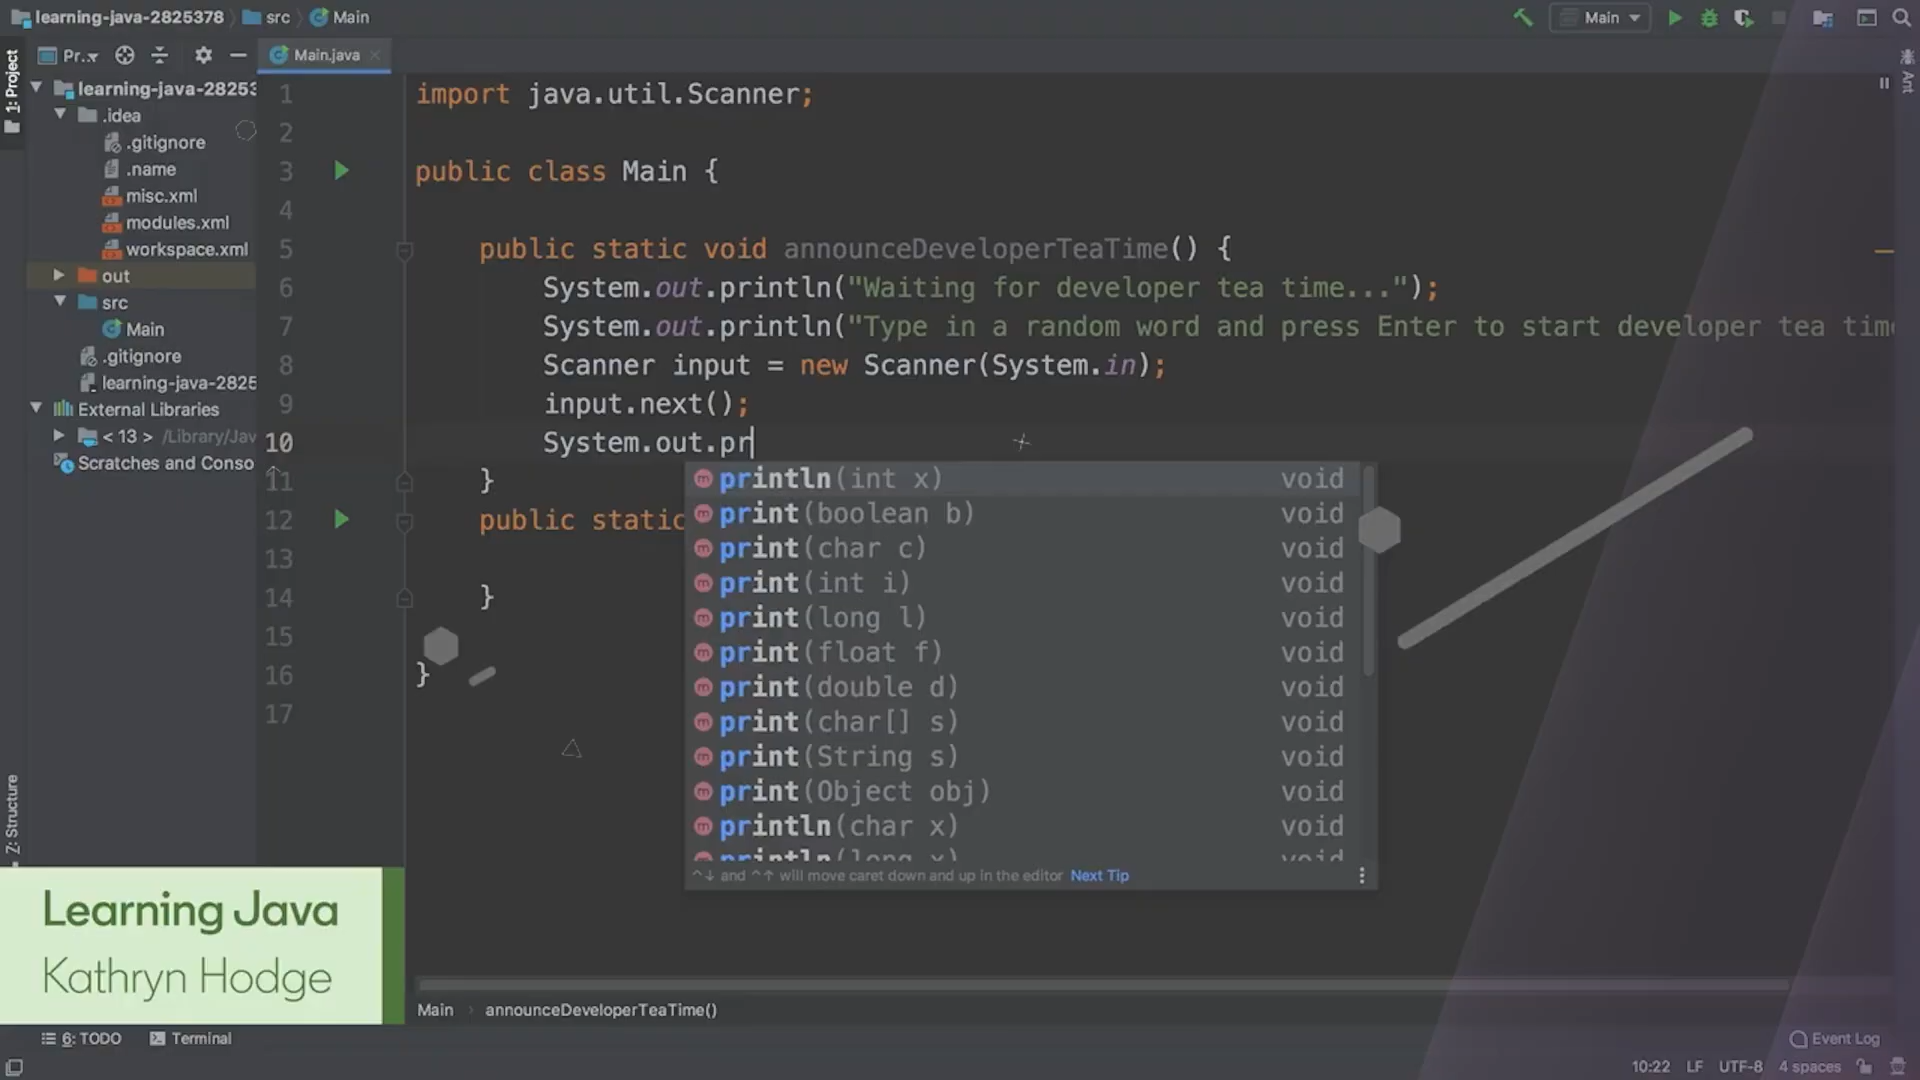 learning-java-2825378 src Main
Main
1: Project
Pr..
Main.java
Ant
learning-java-28253
.idea
.gitignore
.name
misc.xml
modules.xml
workspace.xml
out
src
Main
.gitignore
learning-java-2825
External Libraries
< 13 > /Library/Jav
Scratches and Conso
1 import java.util.Scanner;
2
3 public class Main {
4
5 public static void announceDeveloperTeaTime() {
6 System.out.println("Waiting for developer tea time...");
7 System.out.println("Type in a random word and press Enter to start developer tea tim
8 Scanner input = new Scanner(System.in);
9 input.next();
10 System.out.pr
11 }
12 public static
13
14 }
15
16 }
17
println(int x) void
print(boolean b) void
print(char c) void
print(int i) void
print(long l) void
print(float f) void
print(double d) void
print(char[] s) void
print(String s) void
print(Object obj) void
println(char x) void
println(long x) void
^↓ and ^↑ will move caret down and up in the editor Next Tip
Z: Structure
Learning Java
Kathryn Hodge
Main announceDeveloperTeaTime()
6: TODO Terminal
Event Log
10:22 LF UTF-8 4 spaces